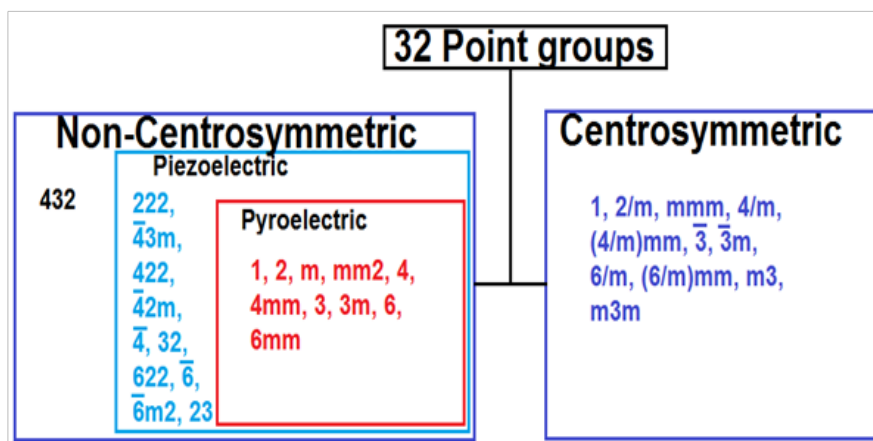 32 Point groups
Non-Centrosymmetric
Piezoelectric
432
222,
4̅3m,
422,
4̅2m,
4̅, 32,
622, 6̅,
6̅m2, 23
Pyroelectric
1, 2, m, mm2, 4,
4mm, 3, 3m, 6,
6mm
Centrosymmetric
1, 2/m, mmm, 4/m,
(4/m)mm, 3̅, 3̅m,
6/m, (6/m)mm, m3,
m3m